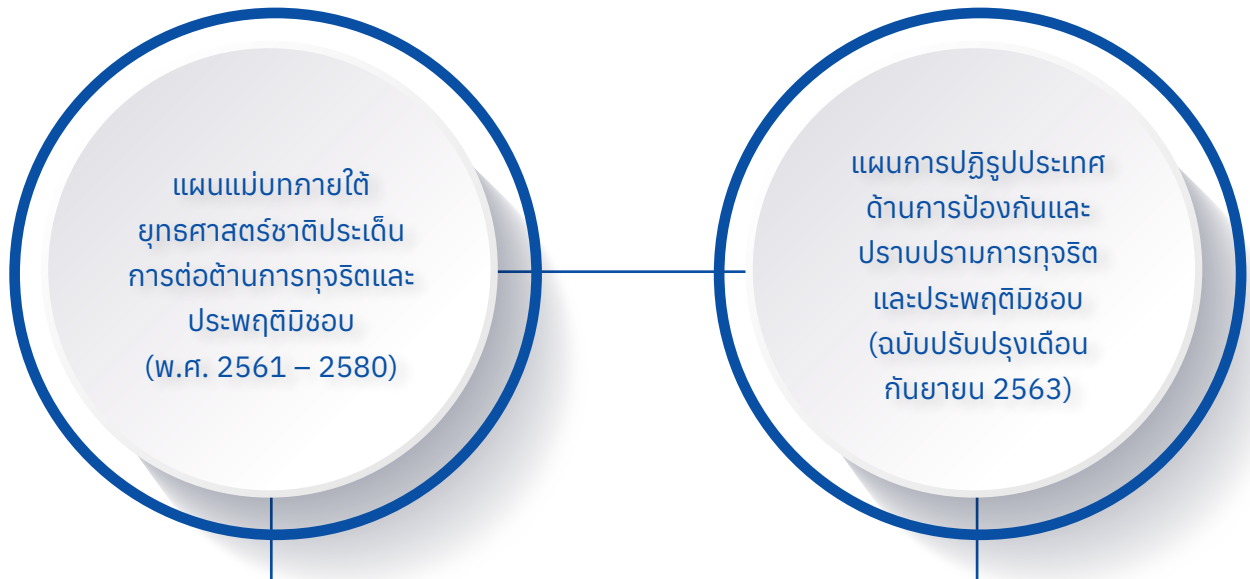 แผนแม่บทภายใต้
ยุทธศาสตร์ชาติประเด็น
การต่อต้านการทุจริตและ
ประพฤติมิชอบ
(พ.ศ. 2561 – 2580)
แผนการปฏิรูปประเทศ
ด้านการป้องกันและ
ปราบปรามการทุจริต
และประพฤติมิชอบ
(ฉบับปรับปรุงเดือน
กันยายน 2563)